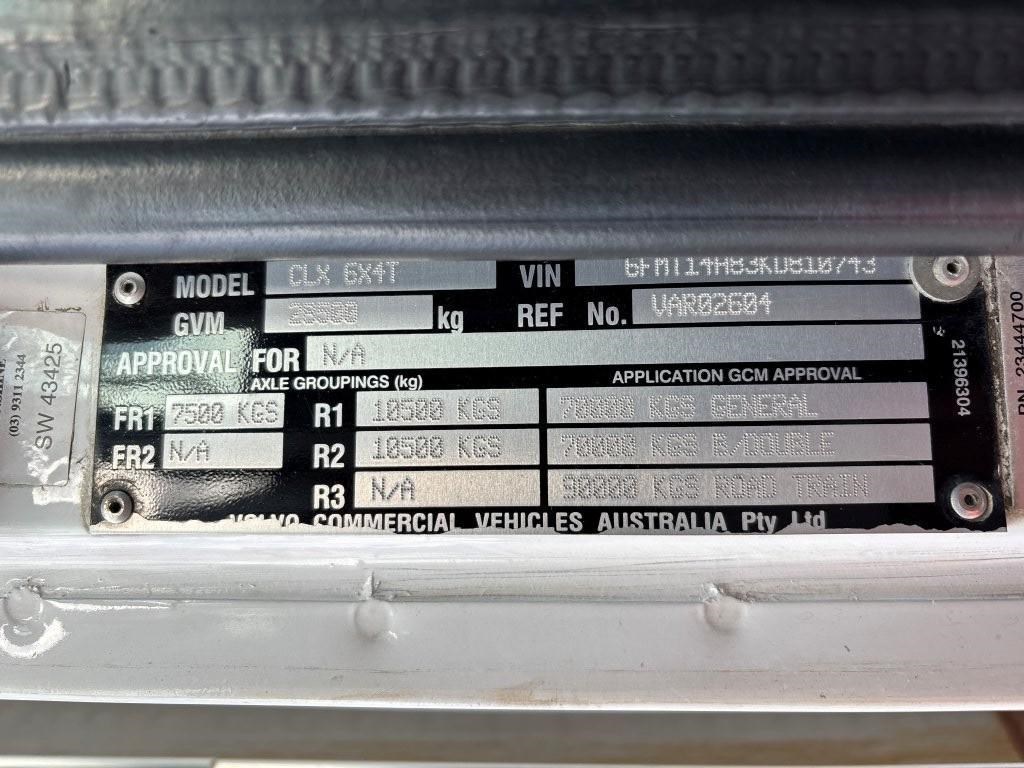 MODEL CLX 6X4T VIN 6FMT14H83KD810743
GVM 28500 kg REF No. VAR02604
APPROVAL FOR N/A
AXLE GROUPINGS (kg) APPLICATION GCM APPROVAL
FR1 7500 KGS R1 10500 KGS 70000 KGS GENERAL
FR2 N/A R2 10500 KGS 70000 KGS B/DOUBLE
R3 N/A 90000 KGS ROAD TRAIN
VOLVO COMMERCIAL VEHICLES AUSTRALIA Pty Ltd
21396304
(03) 9311 2344
SW 43425
PN 23444700